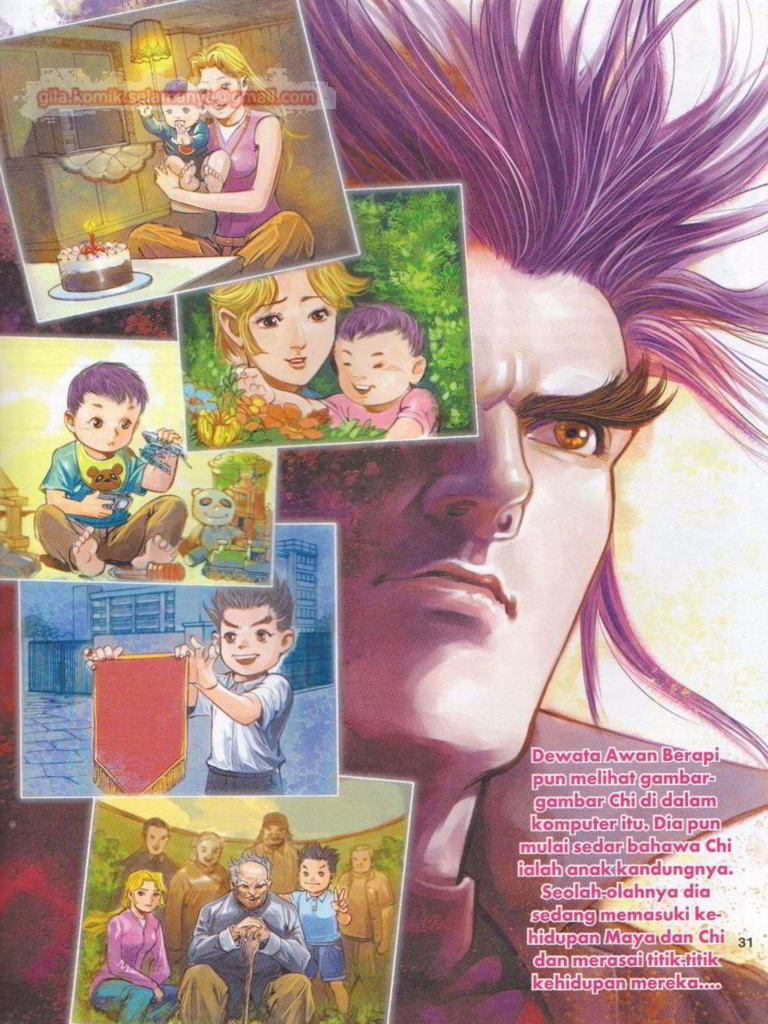 gila.komik.selamanya@gmail.com
Dewata Awan Berapi
pun melihat gambar-
gambar Chi di dalam
komputer itu. Dia pun
mulai sedar bahawa Chi
ialah anak kandungnya.
Seolah-olahnya dia
sedang memasuki ke-
hidupan Maya dan Chi
dan merasai titik-titik
kehidupan mereka....
31